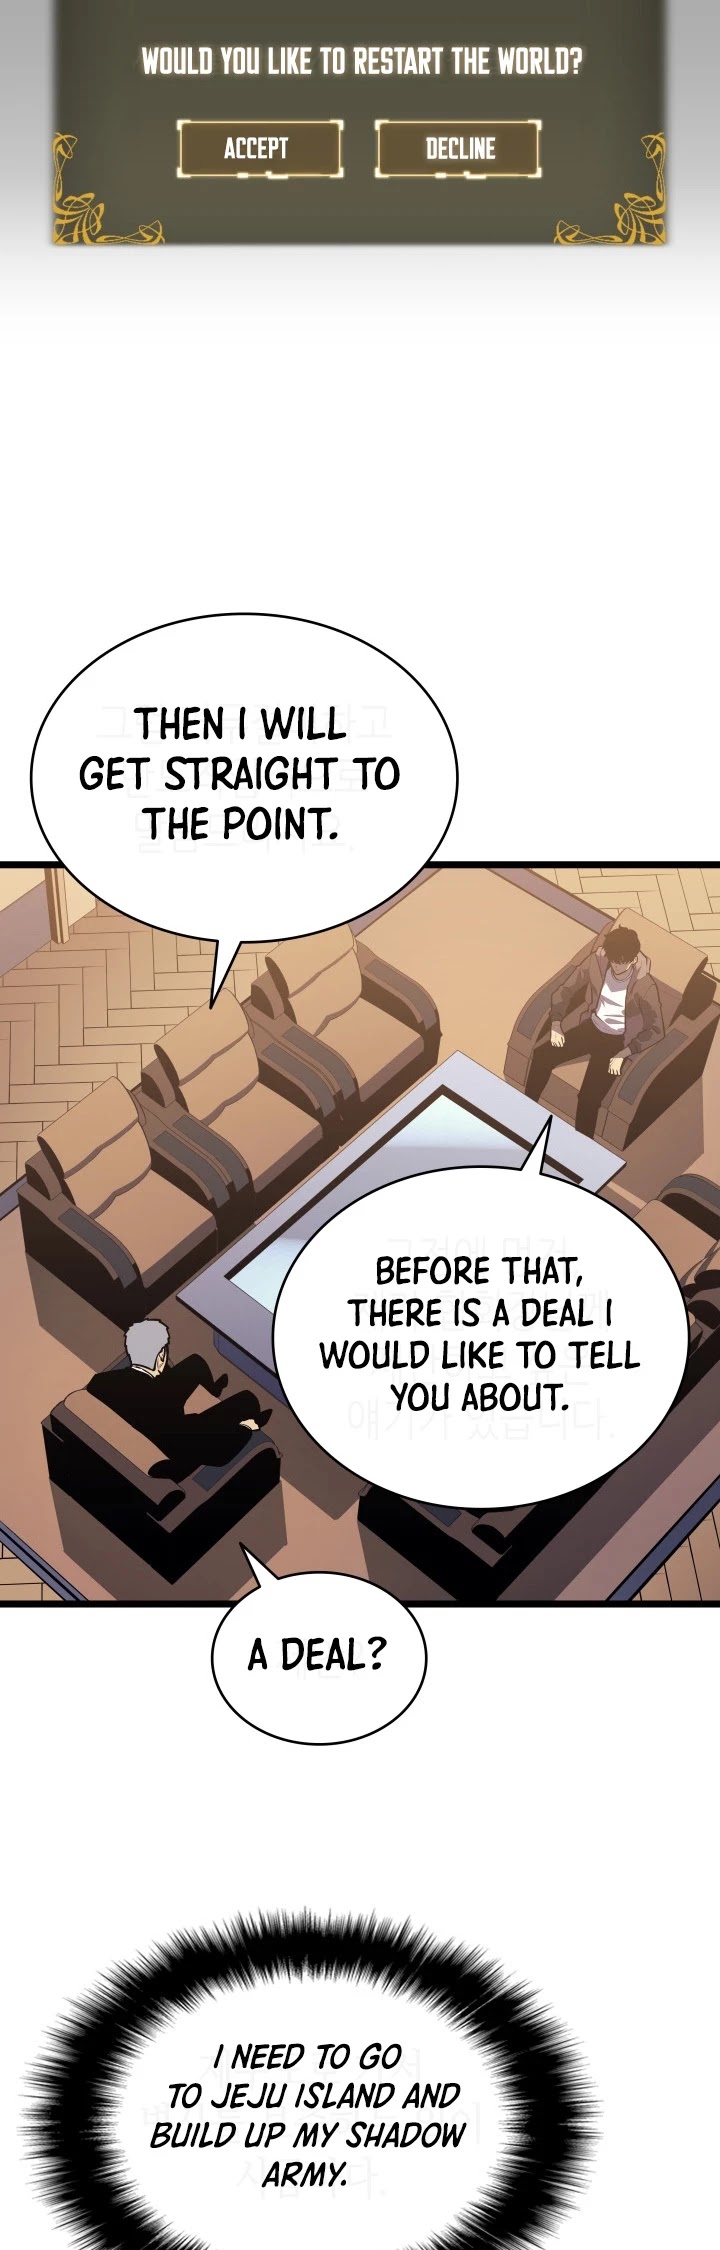 WOULD YOU LIKE TO RESTART THE WORLD?
ACCEPT
DECLINE
THEN I WILL
GET STRAIGHT TO
THE POINT.
BEFORE THAT,
THERE IS A DEAL I
WOULD LIKE TO TELL
YOU ABOUT.
A DEAL?
I NEED TO GO
TO JEJU ISLAND AND
BUILD UP MY SHADOW
ARMY.